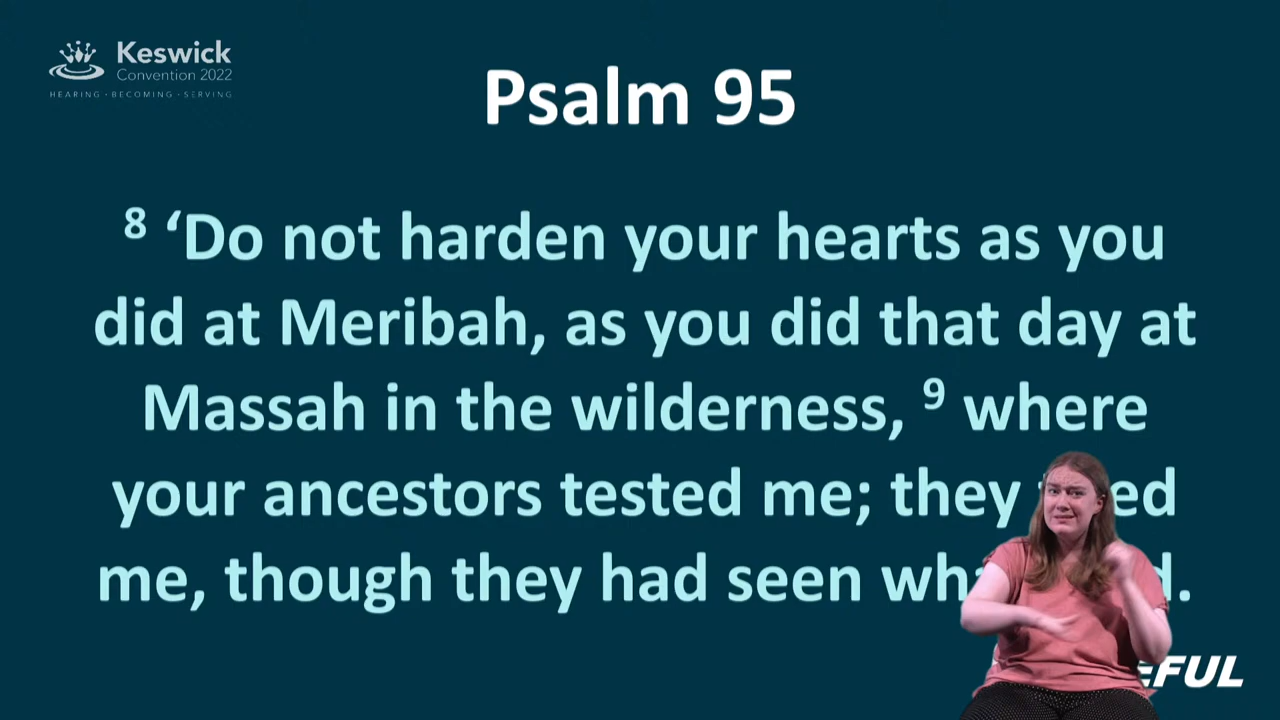 Keswick
Convention 2022
HEARING · BECOMING · SERVING
Psalm 95
8 ‘Do not harden your hearts as you
did at Meribah, as you did that day at
Massah in the wilderness, 9 where
your ancestors tested me; they
me, though they had seen